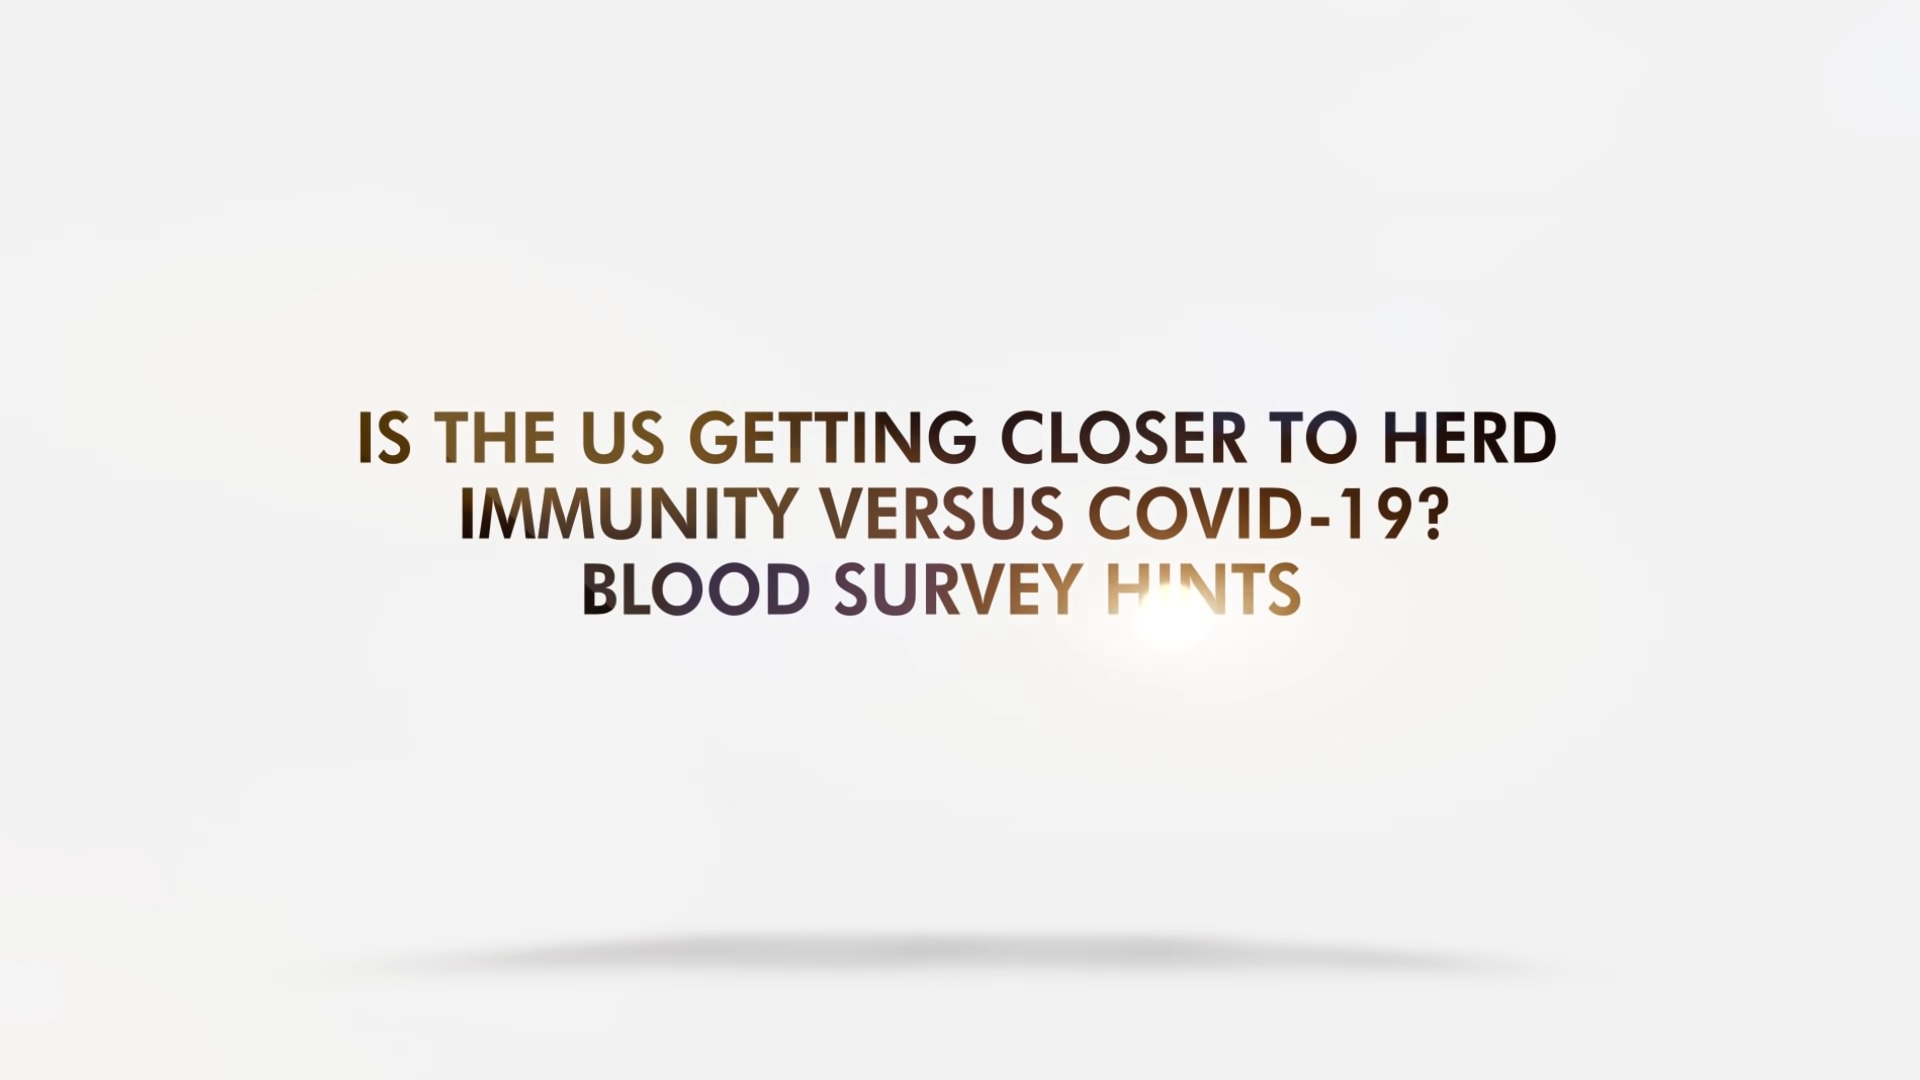 IS THE US GETTING CLOSER TO HERD
IMMUNITY VERSUS COVID-19?
BLOOD SURVEY HINTS